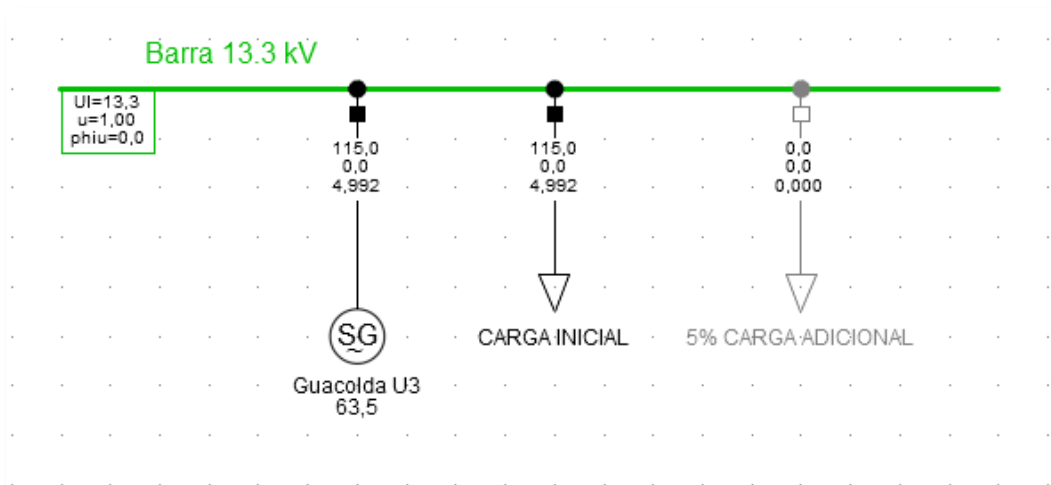 Barra 13.3 kV
Ul=13,3
u=1,00
phiu=0,0
115,0
0,0
4,992
115,0
0,0
4,992
0,0
0,0
0,000
SG
~
CARGA INICIAL
5% CARGA ADICIONAL
Guacolda U3
63,5